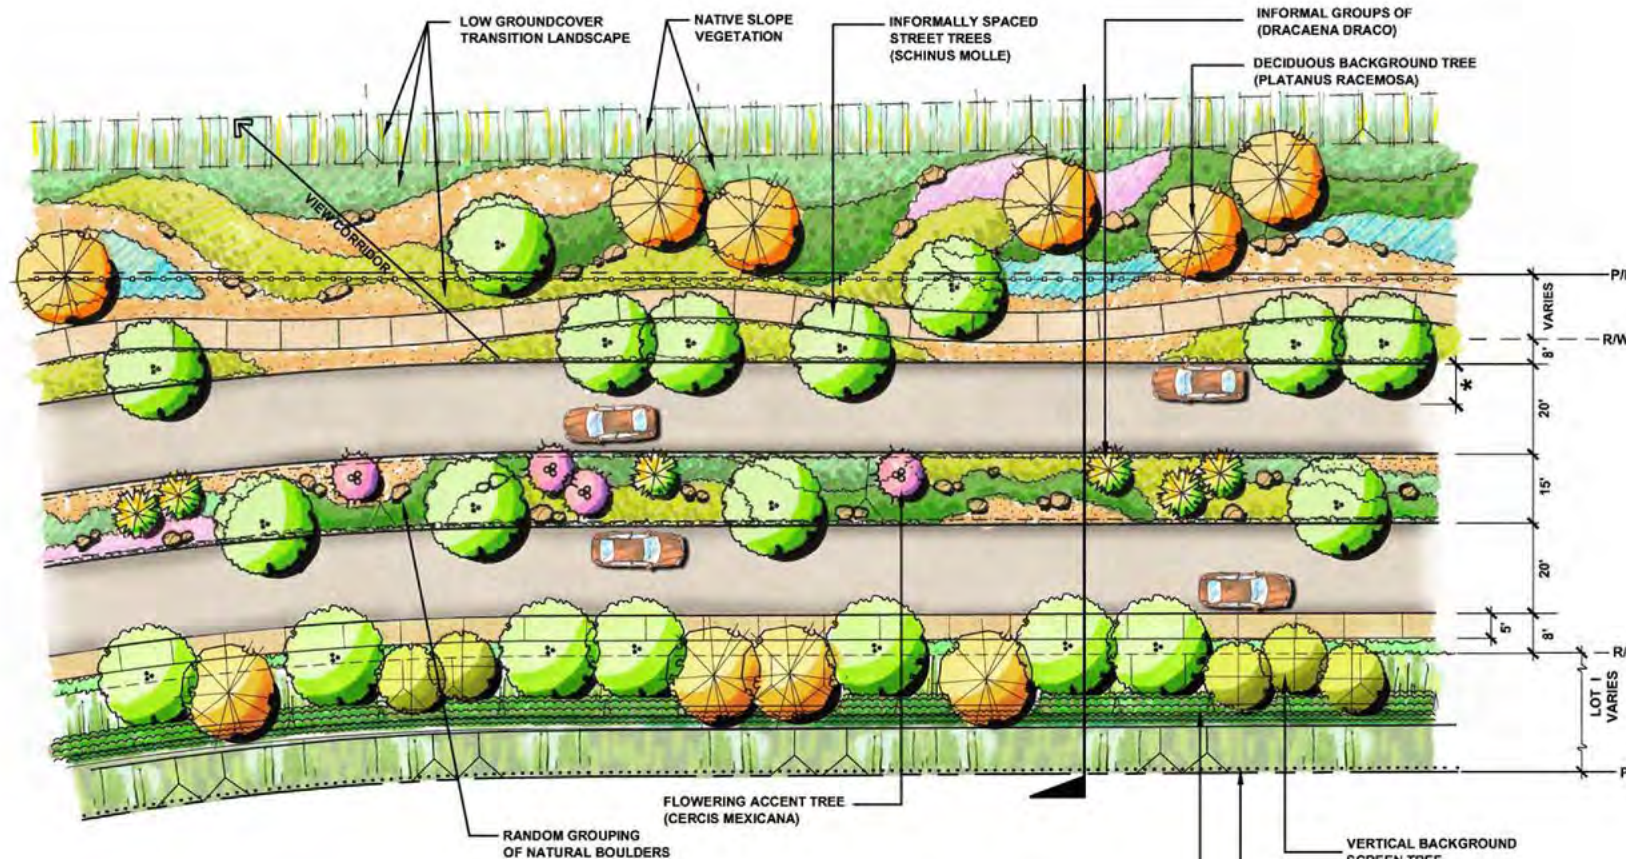 LOW GROUNDCOVER
TRANSITION LANDSCAPE
NATIVE SLOPE
VEGETATION
INFORMALLY SPACED
STREET TREES
(SCHINUS MOLLE)
INFORMAL GROUPS OF
(DRACAENA DRACO)
DECIDUOUS BACKGROUND TREE
(PLATANUS RACEMOSA)
VIEW CORRIDOR
P/
VARIES
R/W
8'
*
20'
15'
20'
5'
8'
R/
LOT I
VARIES
P
FLOWERING ACCENT TREE
(CERCIS MEXICANA)
RANDOM GROUPING
OF NATURAL BOULDERS
VERTICAL BACKGROUND
SCREEN TREE